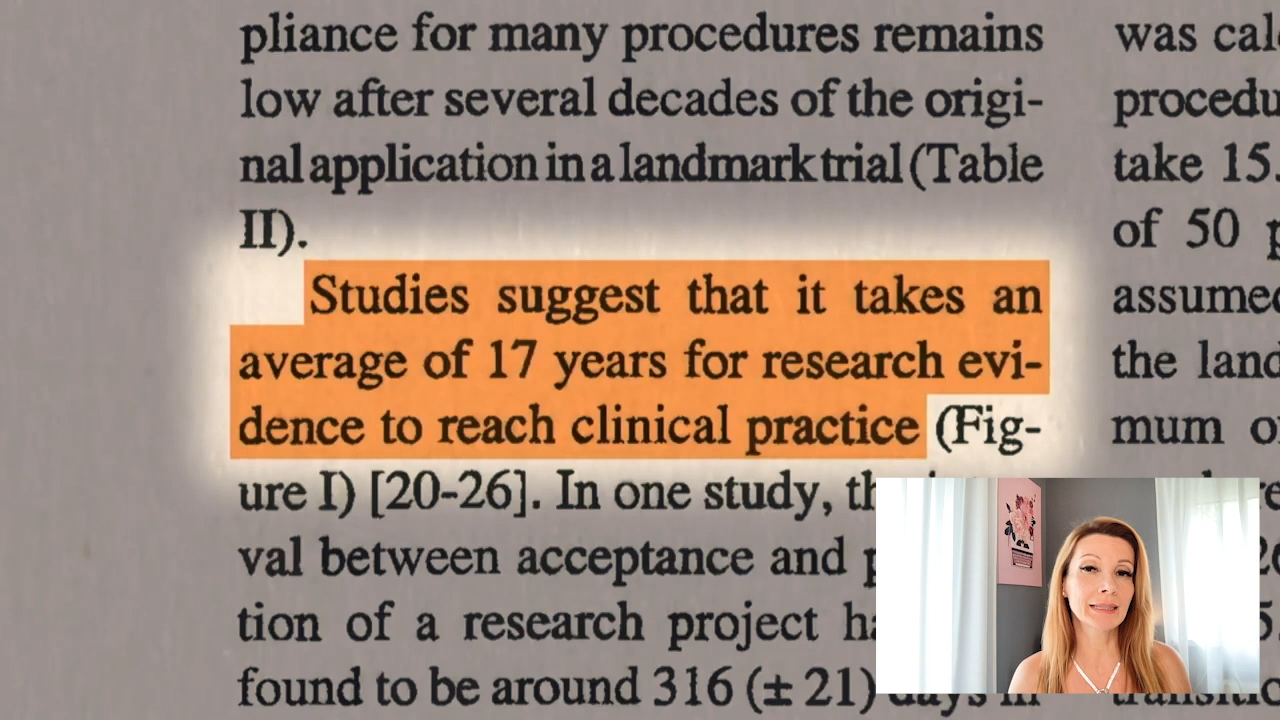 pliance for many procedures remains
low after several decades of the origi-
nal application in a landmark trial (Table
II).
Studies suggest that it takes an
average of 17 years for research evi-
dence to reach clinical practice (Fig-
ure I) [20-26]. In one study,
val between acceptance and
tion of a research project
found to be around 316 (± 21) days in
was
take 15.
of 50
the
mum